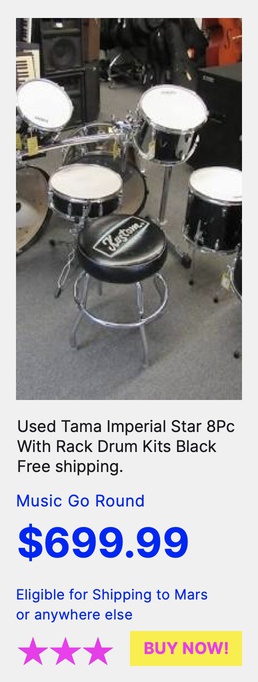 Kustom
Used Tama Imperial Star 8Pc
With Rack Drum Kits Black
Free shipping.
Music Go Round
$699.99
Eligible for Shipping to Mars
or anywhere else
BUY NOW!